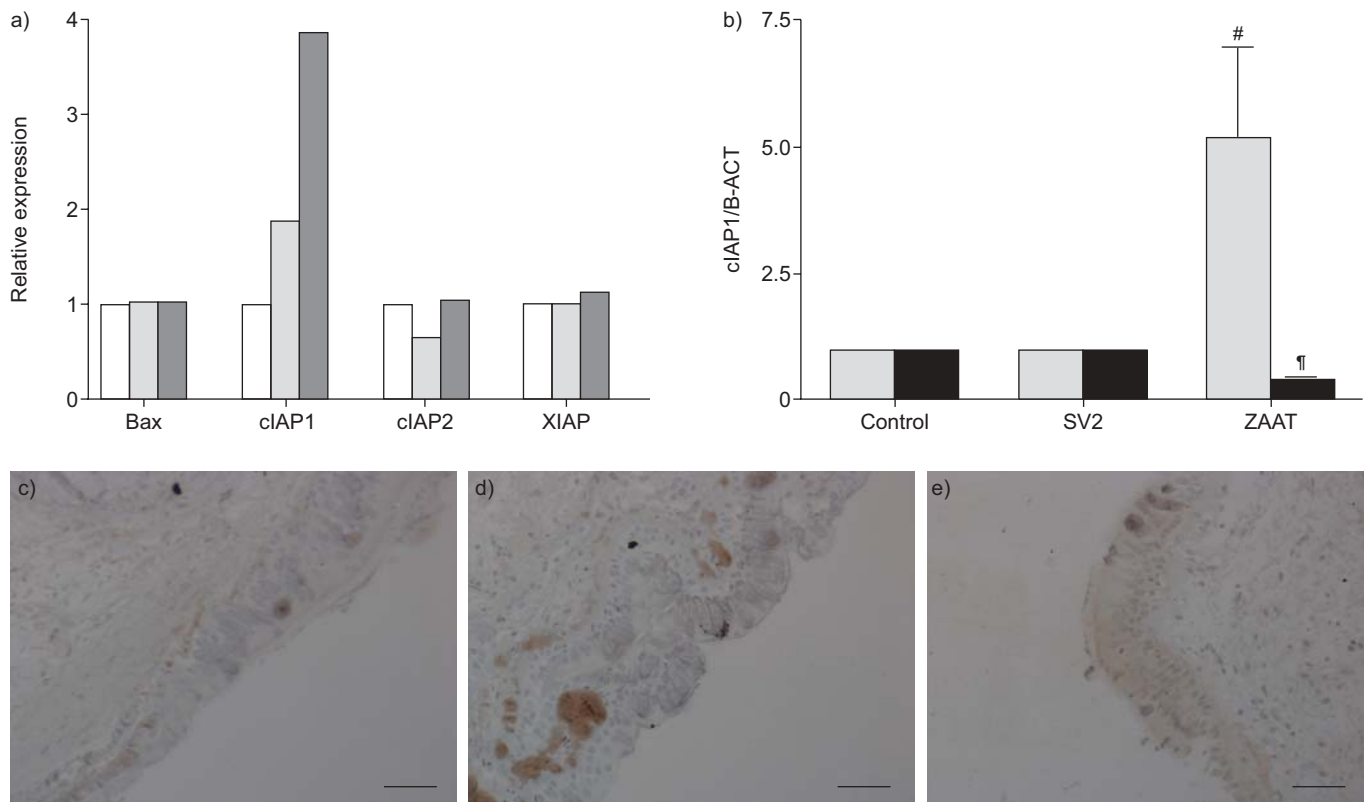 a)
Relative expression
4
3
2
1
0
Bax cIAP1 cIAP2 XIAP
b)
cIAP1/B-ACT
7.5
5.0
2.5
0
#
¶
Control SV2 ZAAT
c)
d)
e)